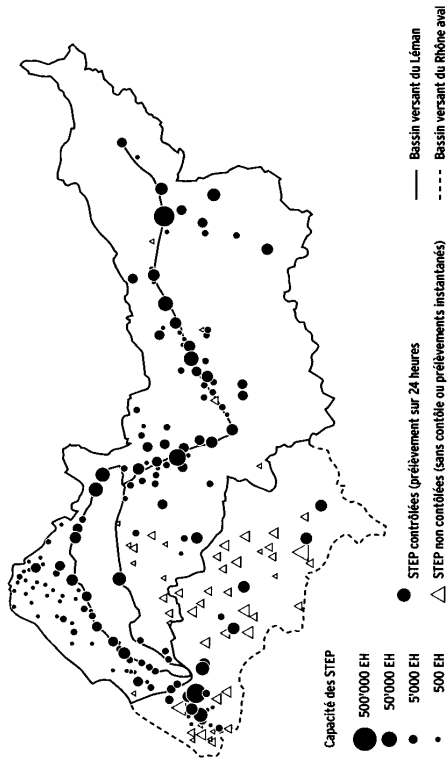 Capacité des STEP
500'000 EH
50'000 EH
5'000 EH
500 EH
STEP contrôlées (prélèvement sur 24 heures
STEP non contôlées (sans contôle ou prélèvements instantanés)
Bassin versant du Léman
Bassin versant du Rhône aval